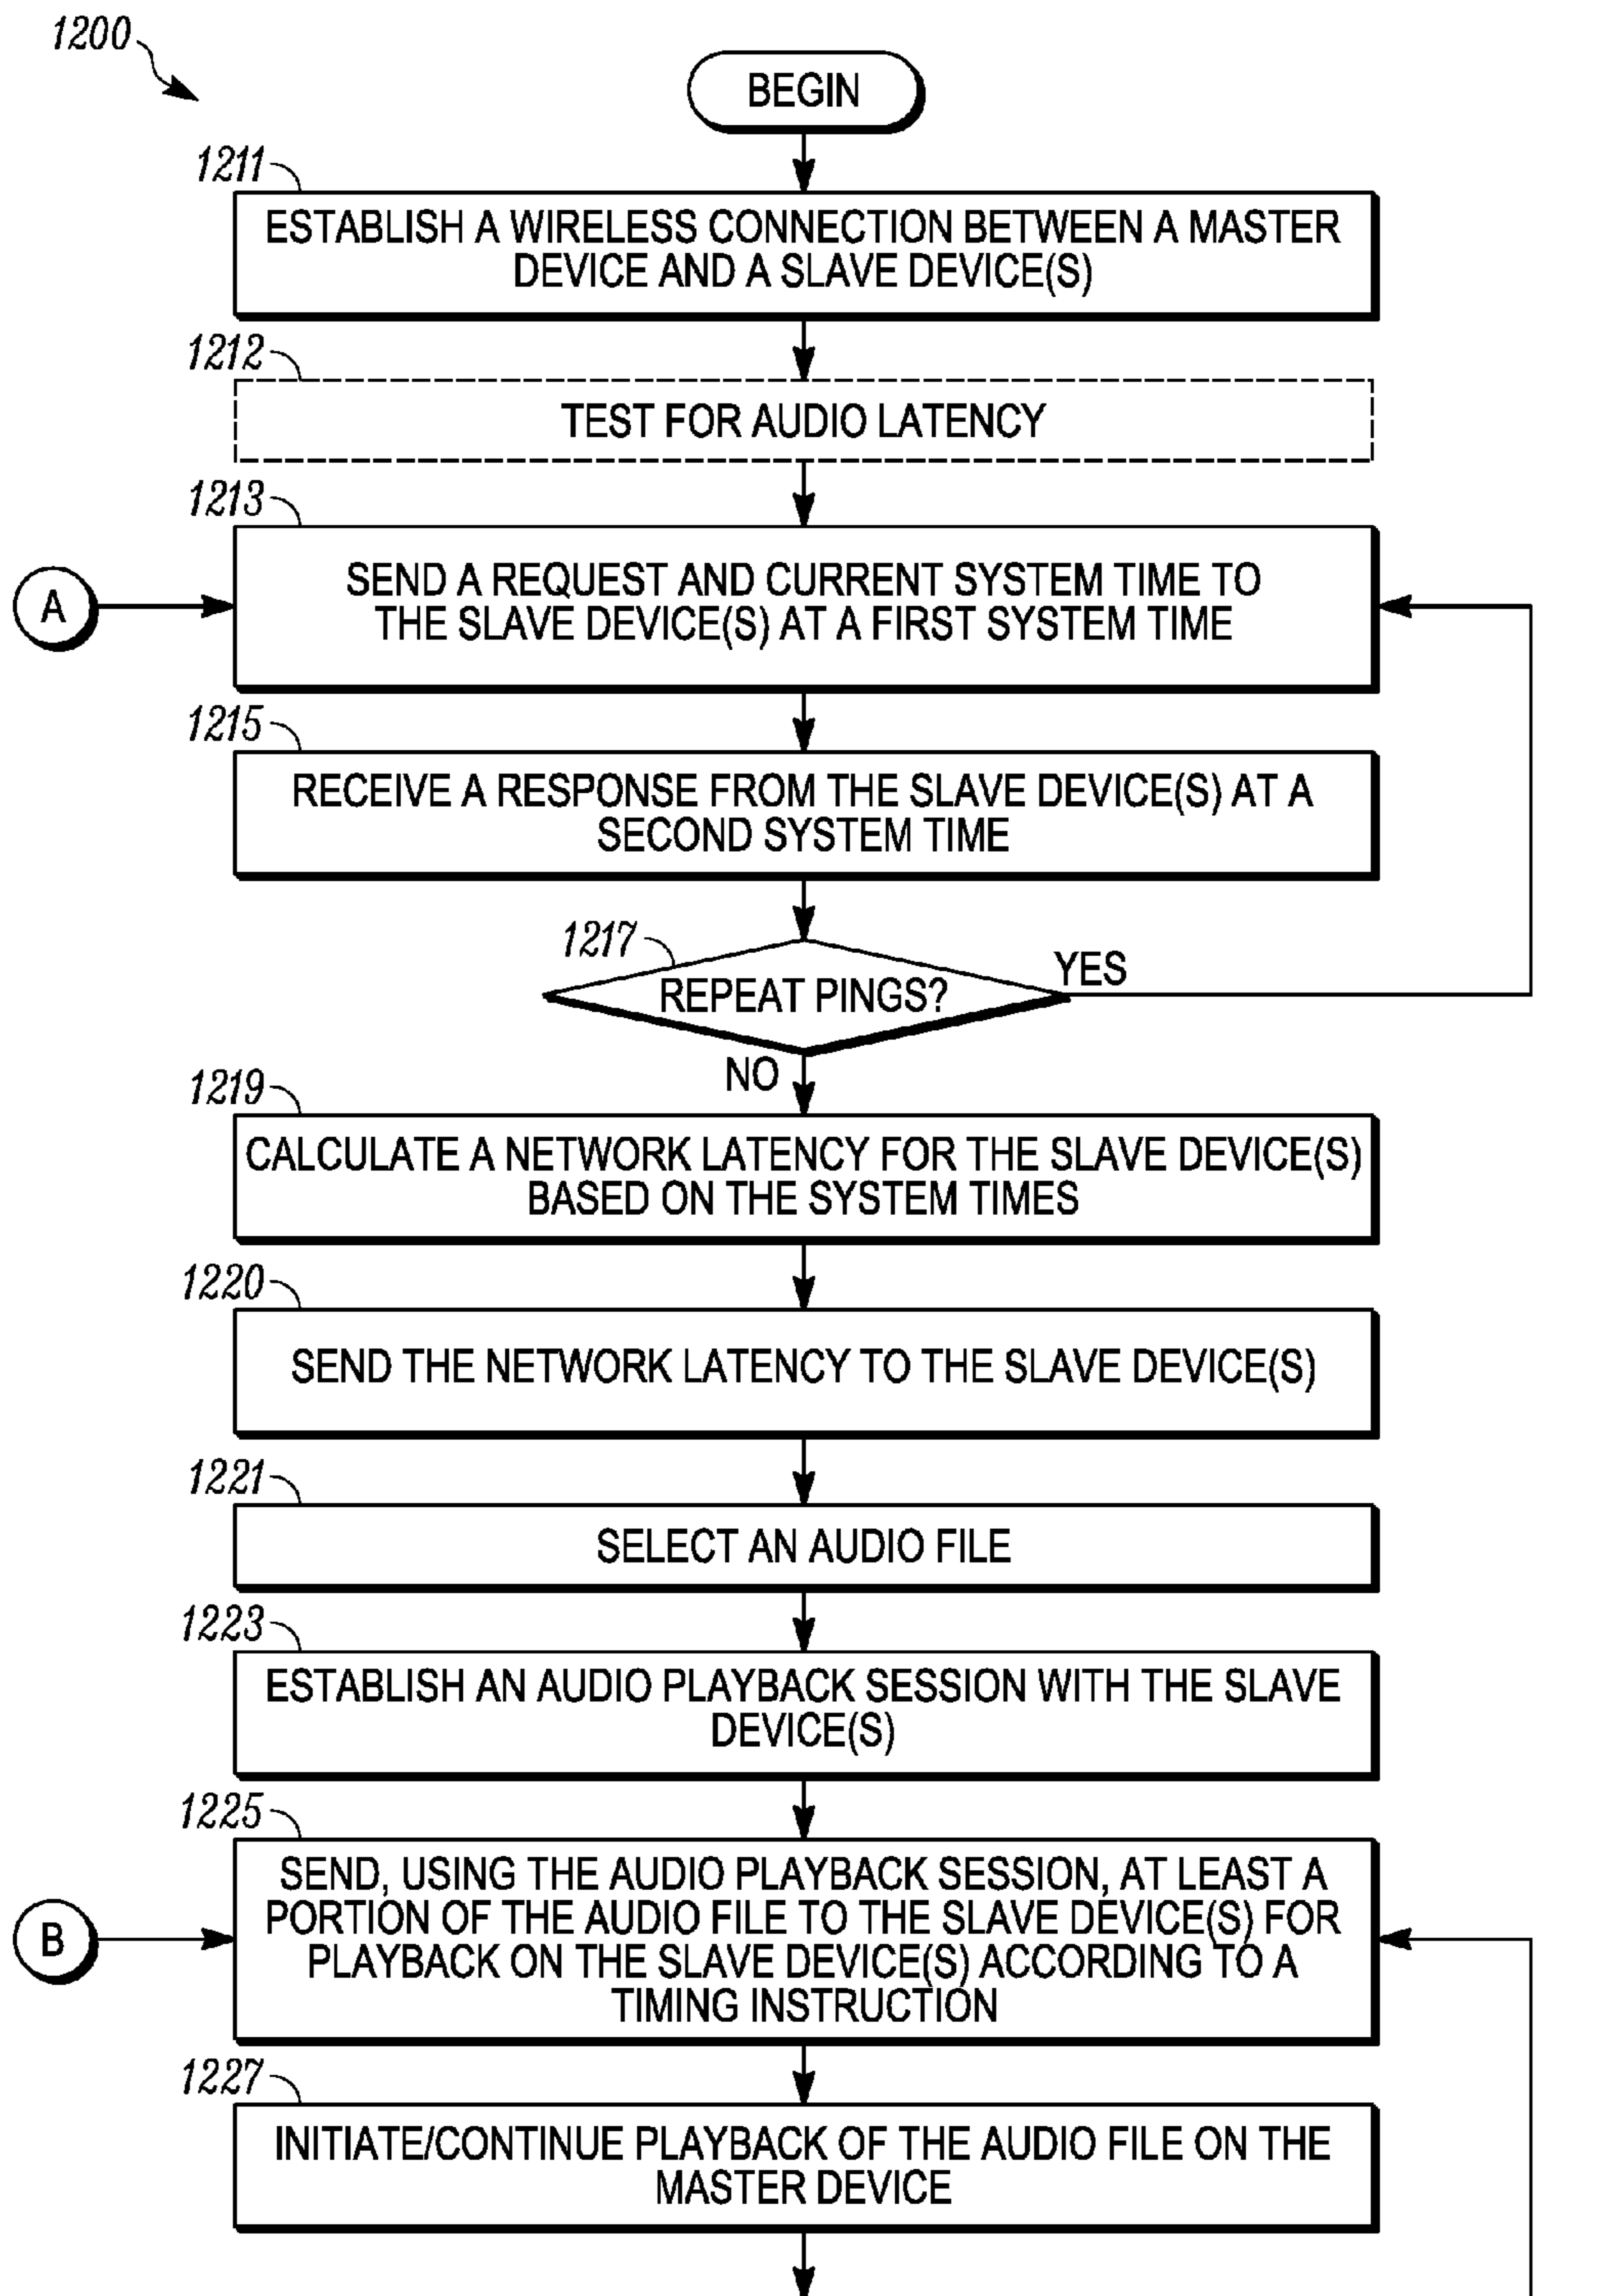 1200
BEGIN
1211
ESTABLISH A WIRELESS CONNECTION BETWEEN A MASTER
DEVICE AND A SLAVE DEVICE(S)
1212
TEST FOR AUDIO LATENCY
1213
A
SEND A REQUEST AND CURRENT SYSTEM TIME TO
THE SLAVE DEVICE(S) AT A FIRST SYSTEM TIME
1215
RECEIVE A RESPONSE FROM THE SLAVE DEVICE(S) AT A
SECOND SYSTEM TIME
1217
REPEAT PINGS?
YES
NO
1219
CALCULATE A NETWORK LATENCY FOR THE SLAVE DEVICE(S)
BASED ON THE SYSTEM TIMES
1220
SEND THE NETWORK LATENCY TO THE SLAVE DEVICE(S)
1221
SELECT AN AUDIO FILE
1223
ESTABLISH AN AUDIO PLAYBACK SESSION WITH THE SLAVE
DEVICE(S)
1225
B
SEND, USING THE AUDIO PLAYBACK SESSION, AT LEAST A
PORTION OF THE AUDIO FILE TO THE SLAVE DEVICE(S) FOR
PLAYBACK ON THE SLAVE DEVICE(S) ACCORDING TO A
TIMING INSTRUCTION
1227
INITIATE/CONTINUE PLAYBACK OF THE AUDIO FILE ON THE
MASTER DEVICE